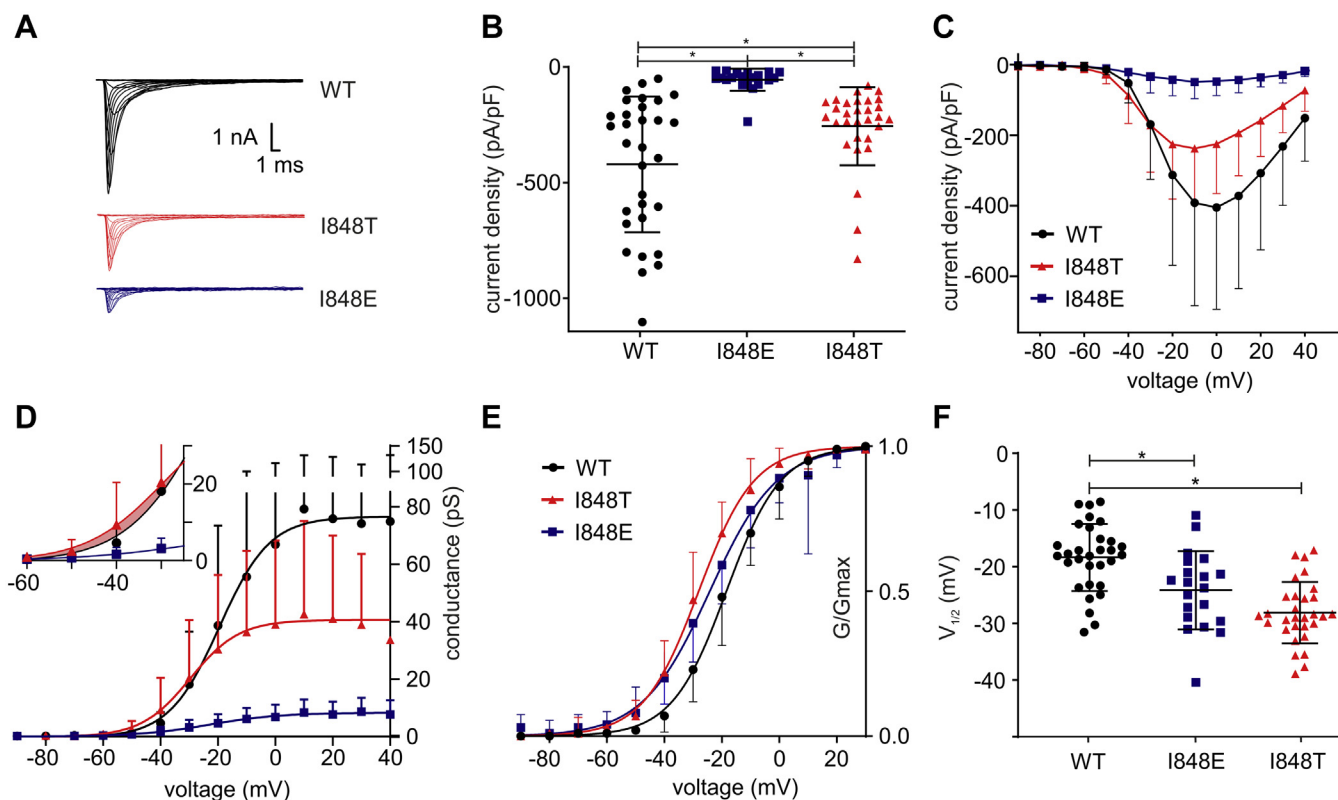 A
WT
1 nA
1 ms
I848T
I848E
B
* 
* *
0
-500
-1000
current density (pA/pF)
WT I848E I848T
C
0
-200
-400
-600
current density (pA/pF)
WT
I848T
I848E
-80 -60 -40 -20 0 20 40
voltage (mV)
D
150
100
80
60
40
20
0
conductance (pS)
20
0
-60 -40
-80 -60 -40 -20 0 20 40
voltage (mV)
E
WT
I848T
I848E
1.0
0.5
0.0
G/Gmax
-80 -60 -40 -20 0 20
voltage (mV)
F
*
*
0
-10
-20
-30
-40
V1/2 (mV)
WT I848E I848T